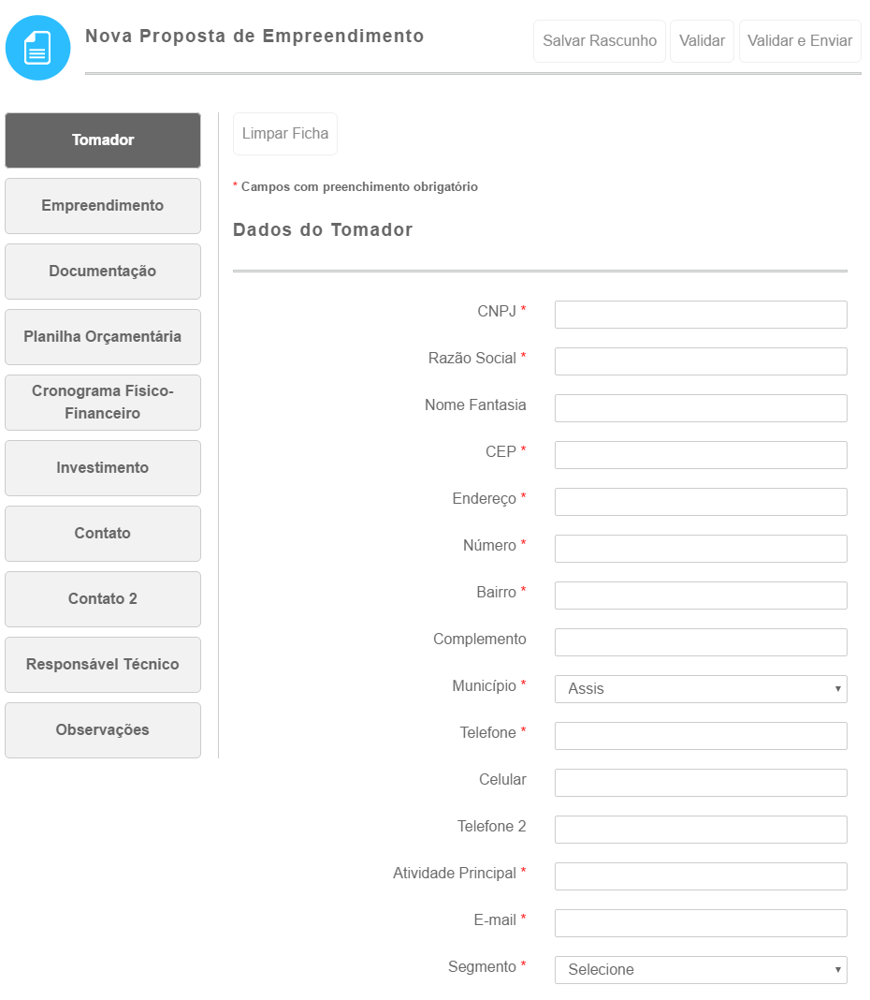 Nova Proposta de Empreendimento
Salvar Rascunho
Validar
Validar e Enviar
Tomador
Empreendimento
Documentação
Planilha Orçamentária
Cronograma Físico-
Financeiro
Investimento
Contato
Contato 2
Responsável Técnico
Observações
Limpar Ficha
* Campos com preenchimento obrigatório
Dados do Tomador
CNPJ *
Razão Social *
Nome Fantasia
CEP *
Endereço *
Número *
Bairro *
Complemento
Município * Assis
Telefone *
Celular
Telefone 2
Atividade Principal *
E-mail *
Segmento * Selecione